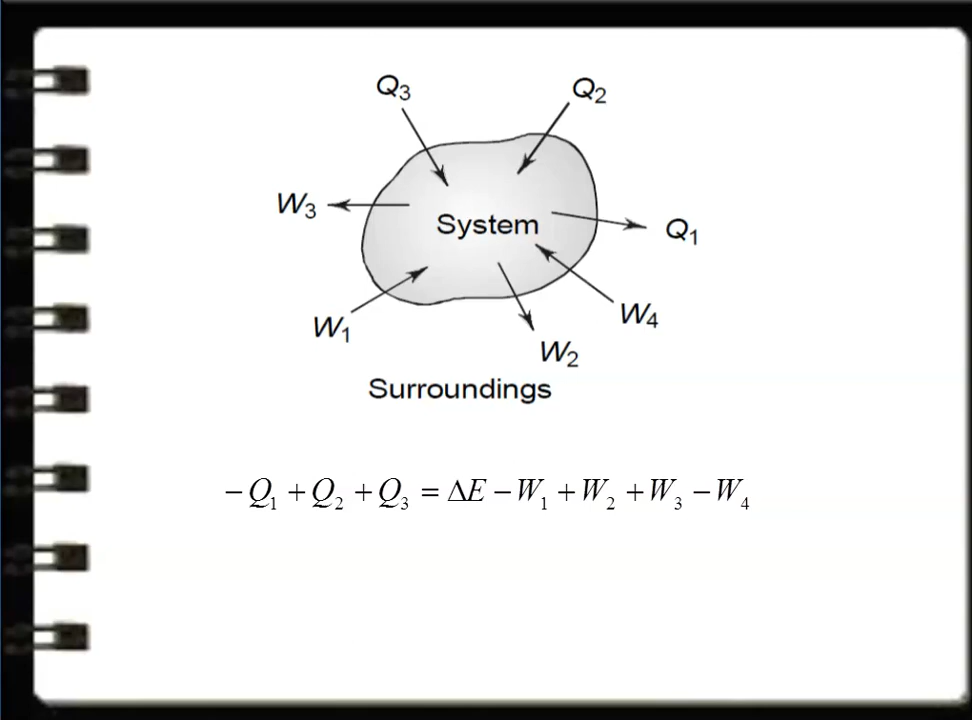 Q₃
Q₂
W₃
System
Q₁
W₁
W₄
W₂
Surroundings
−Q₁ + Q₂ + Q₃ = ΔE − W₁ + W₂ + W₃ − W₄